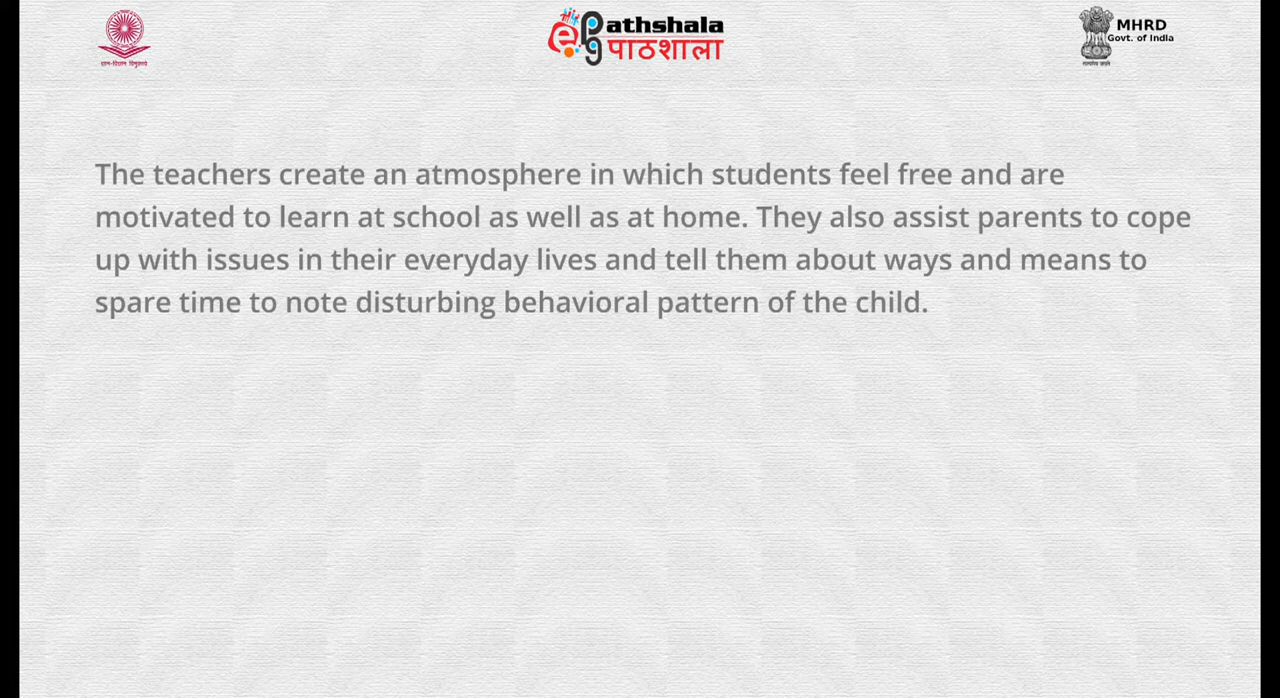 ePathshala
पाठशाला
MHRD
Govt. of India
The teachers create an atmosphere in which students feel free and are
motivated to learn at school as well as at home. They also assist parents to cope
up with issues in their everyday lives and tell them about ways and means to
spare time to note disturbing behavioral pattern of the child.